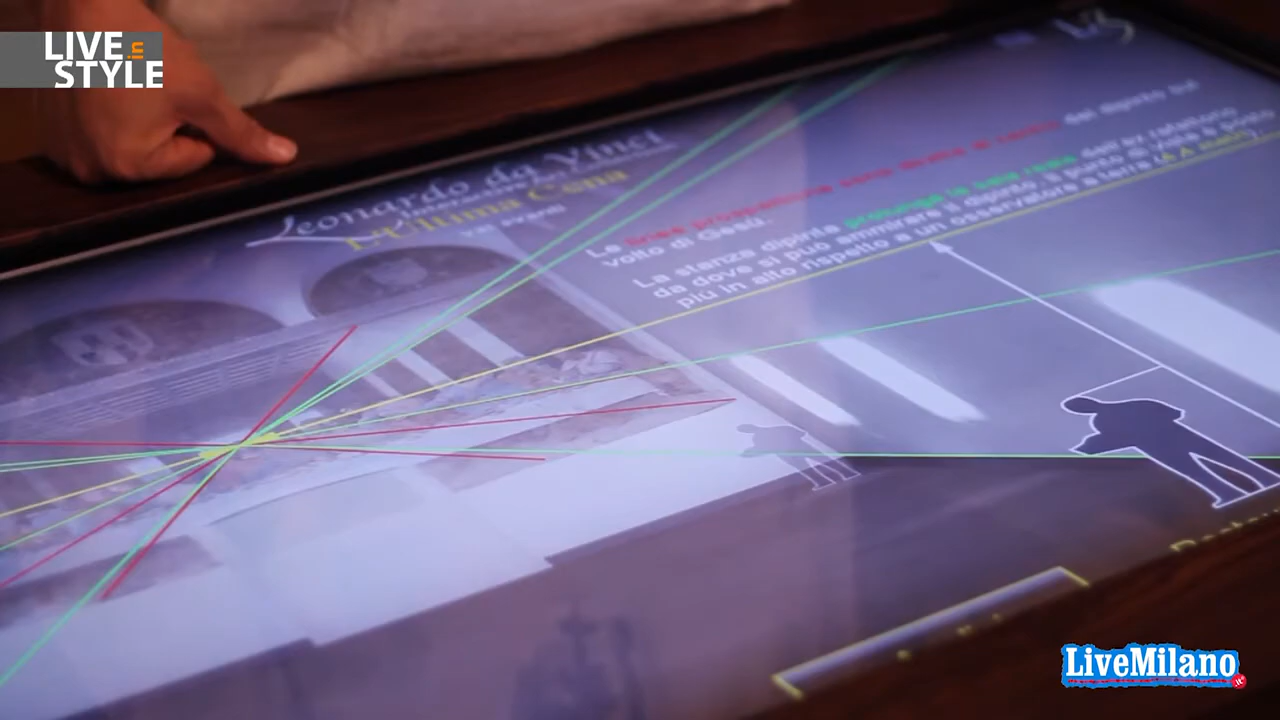 LIVE in
STYLE
Leonardo da Vinci
L'Ultima Cena
Le linee prospettiche sono dirette al centro del dipinto sul
volto di Gesù.
La stanza dipinta prolunga la sala reale dell'ex refettorio
da dove si può ammirare il dipinto, il punto di vista è posto
più in alto rispetto a un osservatore a terra
LiveMilano
.it